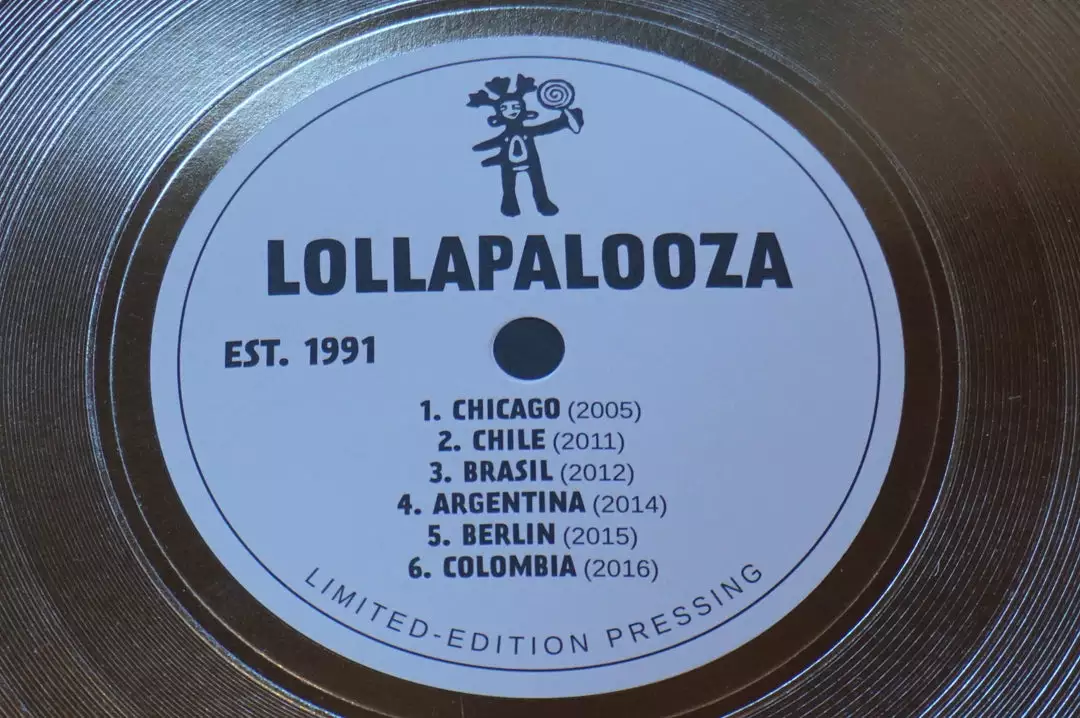 LOLLAPALOOZA
EST. 1991
1. CHICAGO (2005)
2. CHILE (2011)
3. BRASIL (2012)
4. ARGENTINA (2014)
5. BERLIN (2015)
6. COLOMBIA (2016)
LIMITED-EDITION PRESSING